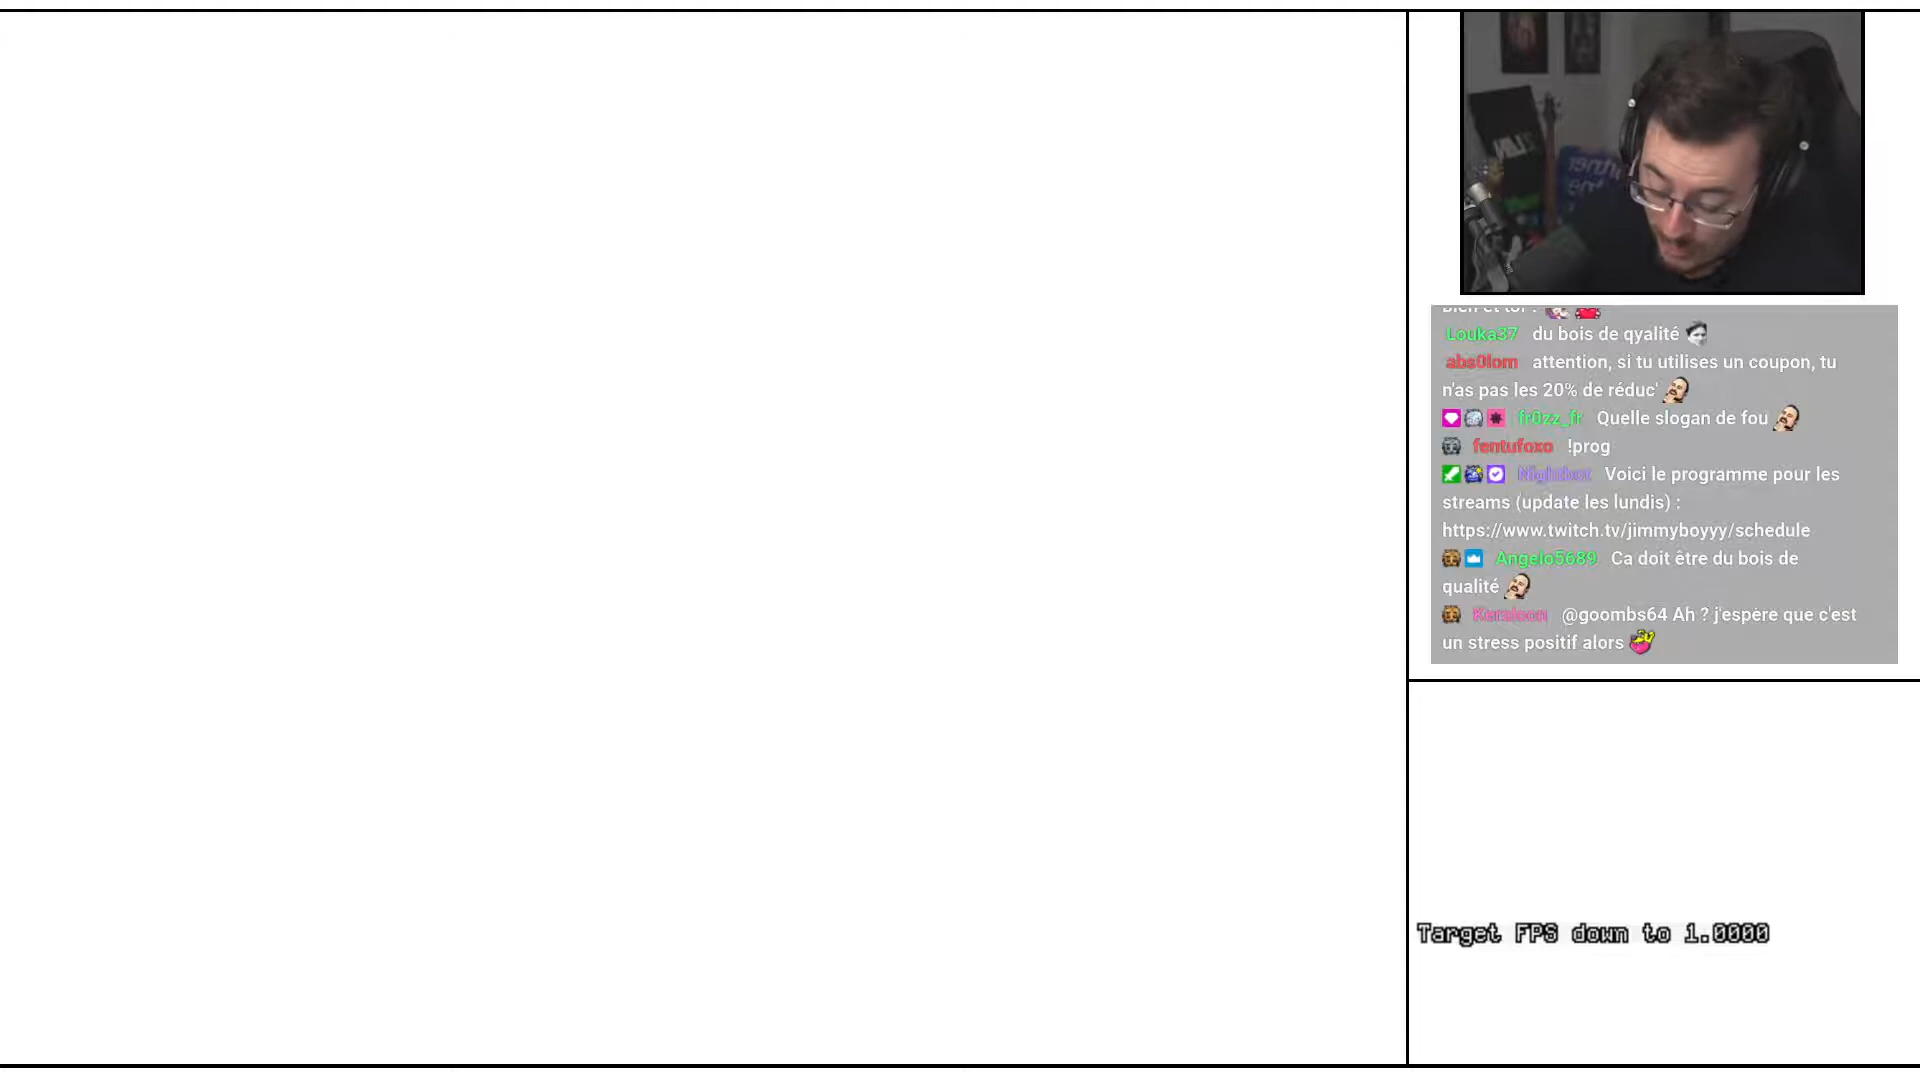 Louka37 du bois de qyalité
abs0lom attention, si tu utilises un coupon, tu
n'as pas les 20% de réduc'
fr0zz_fr Quelle slogan de fou
fentufoxo !prog
Nightbot Voici le programme pour les
streams (update les lundis) :
https://www.twitch.tv/jimmyboyyy/schedule
Angelo5689 Ca doit être du bois de
qualité
@goombs64 Ah ? j'espère que c'est
un stress positif alors
Target FPS down to 1.0000